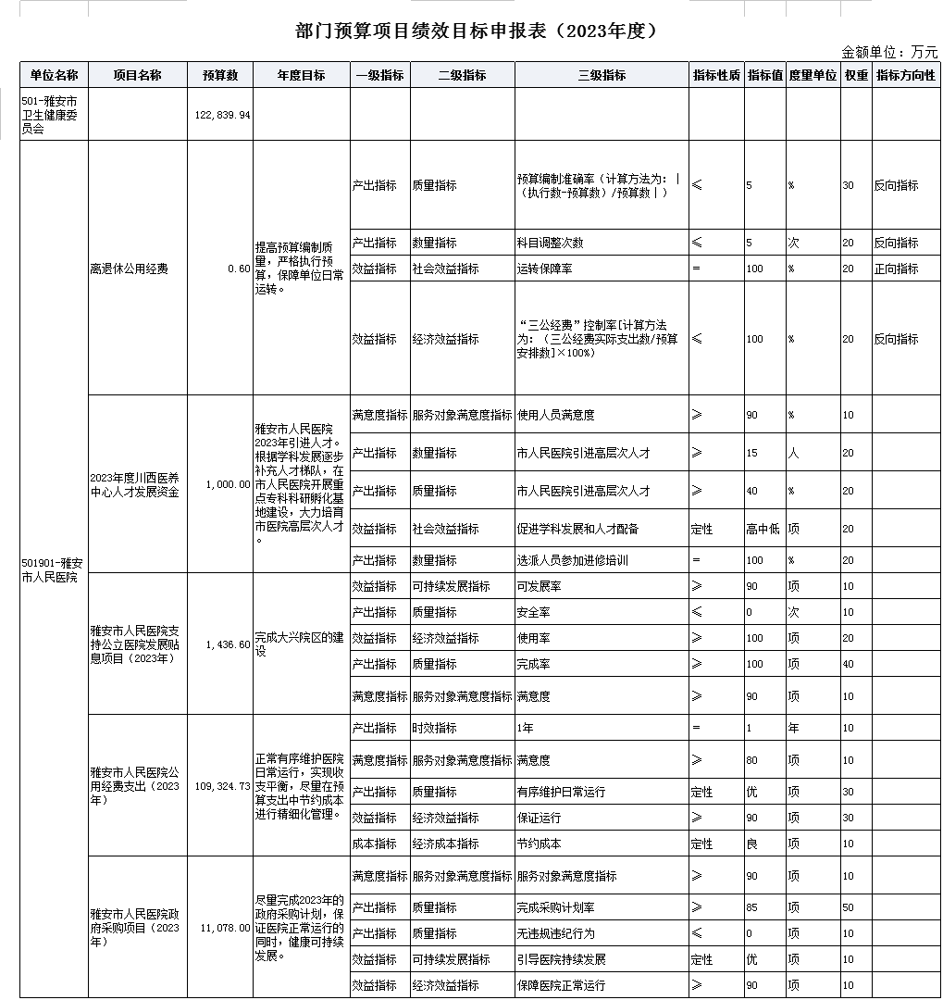 部门预算项目绩效目标申报表（2023年度）
金额单位：万元
单位名称 项目名称 预算数 年度目标 一级指标 二级指标 三级指标 指标性质 指标值 度量单位 权重 指标方向性
501-雅安市
卫生健康委
员会
122,839.94
501901-雅安
市人民医院
离退休公用经费
0.60
提高预算编制质
量，严格执行预
算，保障单位日常
运转。
产出指标 质量指标 预算编制准确率（计算方法为：｜
（执行数-预算数）/预算数｜） ≤ 5 % 30 反向指标
产出指标 数量指标 科目调整次数 ≤ 5 次 20 反向指标
效益指标 社会效益指标 运转保障率 ＝ 100 % 20 正向指标
效益指标 经济效益指标 “三公经费”控制率[计算方法
为：（三公经费实际支出数/预算
安排数]×100%） ≤ 100 % 20 反向指标
2023年度川西医养
中心人才发展资金
1,000.00
雅安市人民医院
2023年引进人才。
根据学科发展逐步
补充人才梯队，在
市人民医院开展重
点专科科研孵化基
地建设，大力培育
市医院高层次人才
。
满意度指标 服务对象满意度指标 使用人员满意度 ≥ 90 % 10
产出指标 数量指标 市人民医院引进高层次人才 ≥ 15 人 20
产出指标 质量指标 市人民医院引进高层次人才 ≥ 40 % 20
效益指标 社会效益指标 促进学科发展和人才配备 定性 高中低 项 20
产出指标 数量指标 选派人员参加进修培训 ＝ 100 % 20
雅安市人民医院支
持公立医院发展贴
息项目（2023年）
1,436.60
完成大兴院区的建
设
效益指标 可持续发展指标 可发展率 ≥ 90 项 10
产出指标 质量指标 安全率 ≤ 0 次 10
效益指标 经济效益指标 使用率 ≥ 100 项 20
产出指标 质量指标 完成率 ≥ 100 项 40
满意度指标 服务对象满意度指标 满意度 ≥ 90 项 10
雅安市人民医院公
用经费支出（2023
年）
109,324.73
正常有序维护医院
日常运行，实现收
支平衡，尽量在预
算支出中节约成本
进行精细化管理。
产出指标 时效指标 1年 ＝ 1 年 10
满意度指标 服务对象满意度指标 满意度 ≥ 80 项 10
产出指标 质量指标 有序维护日常运行 定性 优 项 30
效益指标 经济效益指标 保证运行 ≥ 90 项 30
成本指标 经济成本指标 节约成本 定性 良 项 10
雅安市人民医院政
府采购项目（2023
年）
11,078.00
尽量完成2023年的
政府采购计划，保
证医院正常运行的
同时，健康可持续
发展。
满意度指标 服务对象满意度指标 服务对象满意度指标 ≥ 90 项 10
产出指标 质量指标 完成采购计划率 ≥ 85 项 50
产出指标 质量指标 无违规违纪行为 ≤ 0 项 10
效益指标 可持续发展指标 引导医院持续发展 定性 优 项 10
效益指标 经济效益指标 保障医院正常运行 ≥ 90 项 10